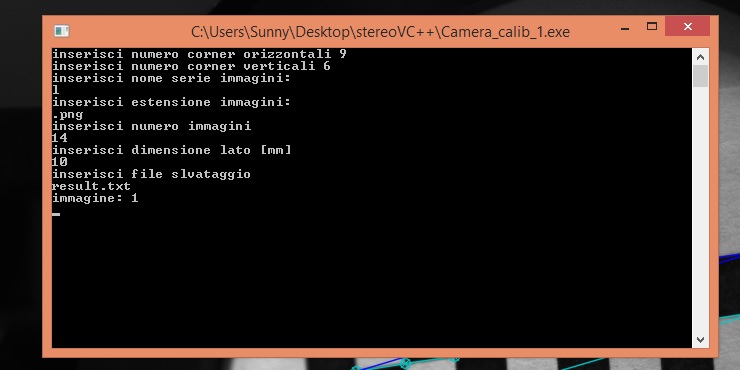 C:\Users\Sunny\Desktop\stereoVC++\Camera_calib_1.exe
inserisci numero corner orizzontali 9
inserisci numero corner verticali 6
inserisci nome serie immagini:
l
inserisci estensione immagini:
.png
inserisci numero immagini
14
inserisci dimensione lato [mm]
10
inserisci file slvataggio
result.txt
immagine: 1